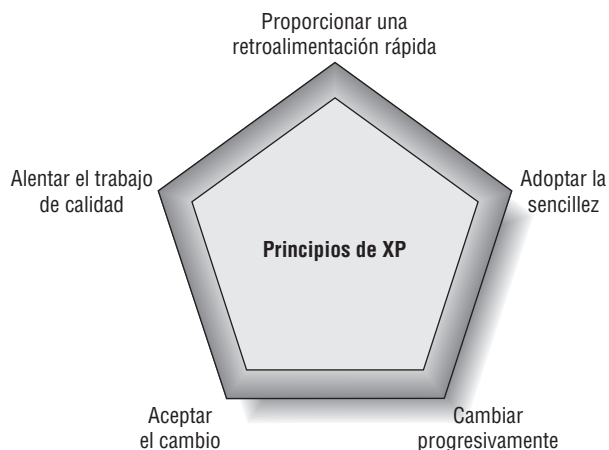 Proporcionar una
retroalimentación rápida
Alentar el trabajo
de calidad
Adoptar la
sencillez
Principios de XP
Aceptar
el cambio
Cambiar
progresivamente